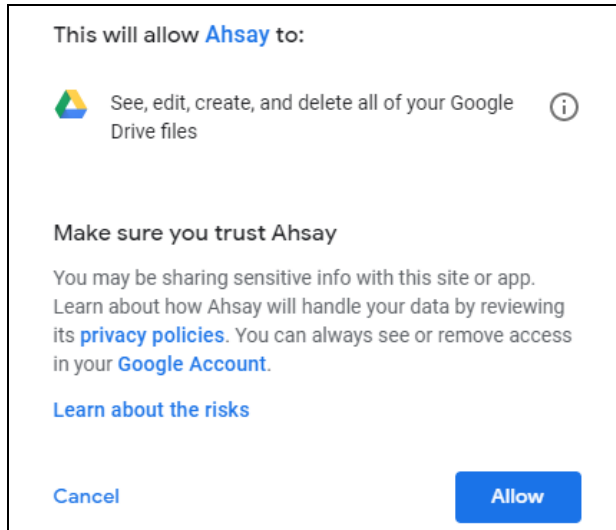 This will allow Ahsay to:
See, edit, create, and delete all of your Google
Drive files
Make sure you trust Ahsay
You may be sharing sensitive info with this site or app.
Learn about how Ahsay will handle your data by reviewing
its privacy policies. You can always see or remove access
in your Google Account.
Learn about the risks
Cancel
Allow